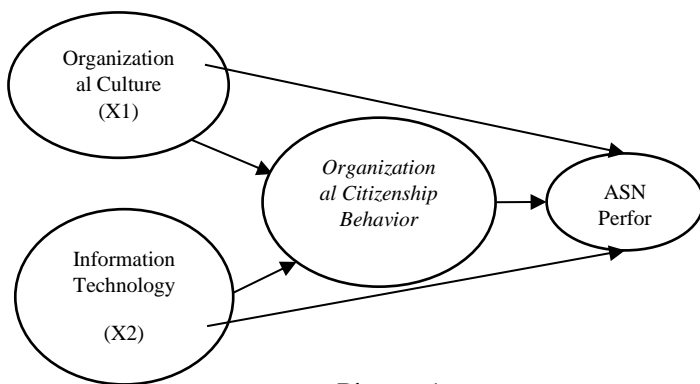 Organization
al Culture
(X1)
Organization
al Citizenship
Behavior
ASN
Perfor
Information
Technology
(X2)